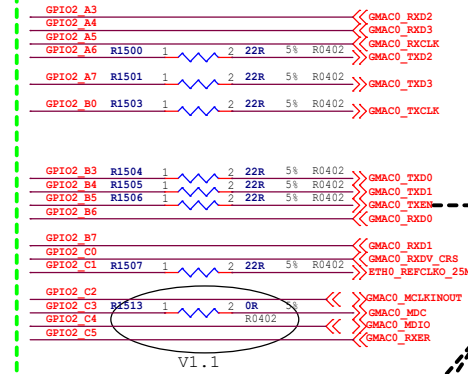 GPIO2_A3 GMAC0_RXD2
GPIO2_A4 GMAC0_RXD3
GPIO2_A5 GMAC0_RXCLK
GPIO2_A6 R1500 1 2 22R 5% R0402 GMAC0_TXD2
GPIO2_A7 R1501 1 2 22R 5% R0402 GMAC0_TXD3
GPIO2_B0 R1503 1 2 22R 5% R0402 GMAC0_TXCLK
GPIO2_B3 R1504 1 2 22R 5% R0402 GMAC0_TXD0
GPIO2_B4 R1505 1 2 22R 5% R0402 GMAC0_TXD1
GPIO2_B5 R1506 1 2 22R 5% R0402 GMAC0_TXEN
GPIO2_B6 GMAC0_RXD0
GPIO2_B7 GMAC0_RXD1
GPIO2_C0 GMAC0_RXDV_CRS
GPIO2_C1 R1507 1 2 22R 5% R0402 ETH0_REFCLKO_25M
GPIO2_C2 GMAC0_MCLKINOUT
GPIO2_C3 R1513 1 2 0R 5% GMAC0_MDC
GPIO2_C4 R0402 GMAC0_MDIO
GPIO2_C5 GMAC0_RXER
V1.1